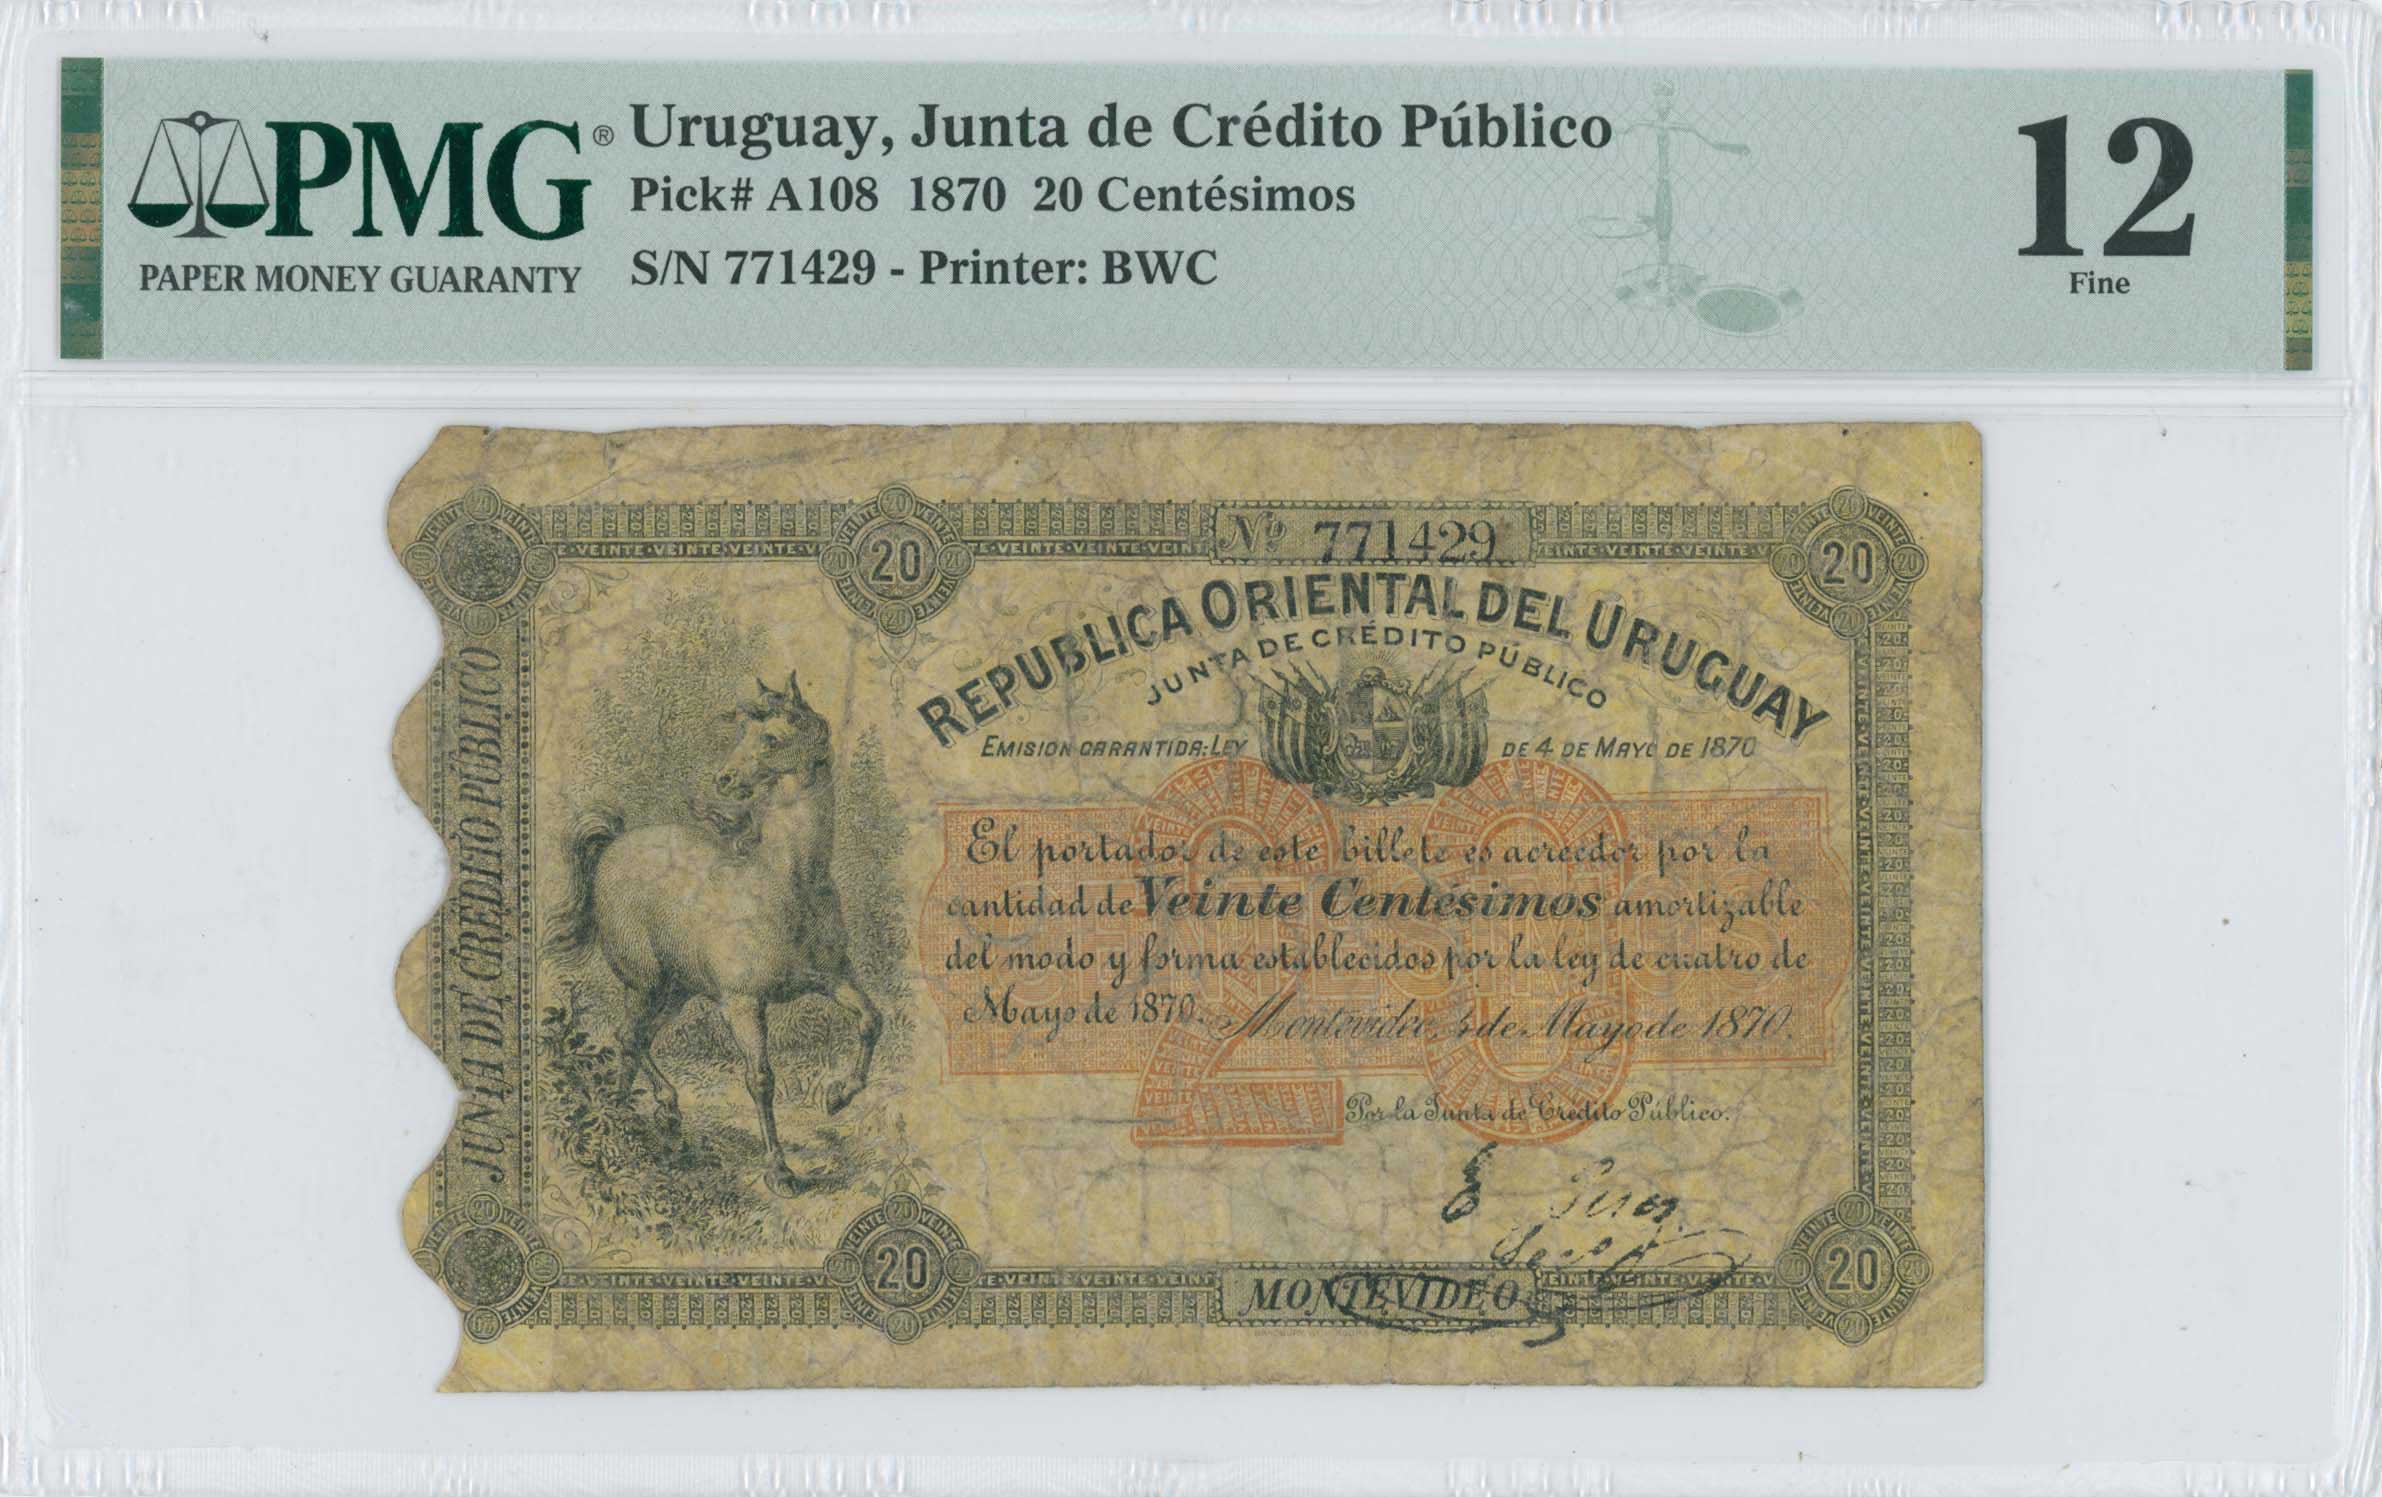 PMG®
PAPER MONEY GUARANTY
Uruguay, Junta de Crédito Público
Pick# A108 1870 20 Centésimos
S/N 771429 - Printer: BWC
12
Fine
Nº 771429
20
20
REPUBLICA ORIENTAL DEL URUGUAY
JUNTA DE CRÉDITO PÚBLICO
EMISION GARANTIDA: LEY DE 4 DE MAYO DE 1870
JUNTA DE CRÉDITO PÚBLICO
El portador de este billete es acreedor por la
cantidad de Veinte Centésimos amortizable
del modo y forma establecidos por la ley de cuatro de
Mayo de 1870. Montevideo, 4 de Mayo de 1870.
20
CENTESIMOS
Por la Junta de Crédito Público.
20
20
MONTEVIDEO